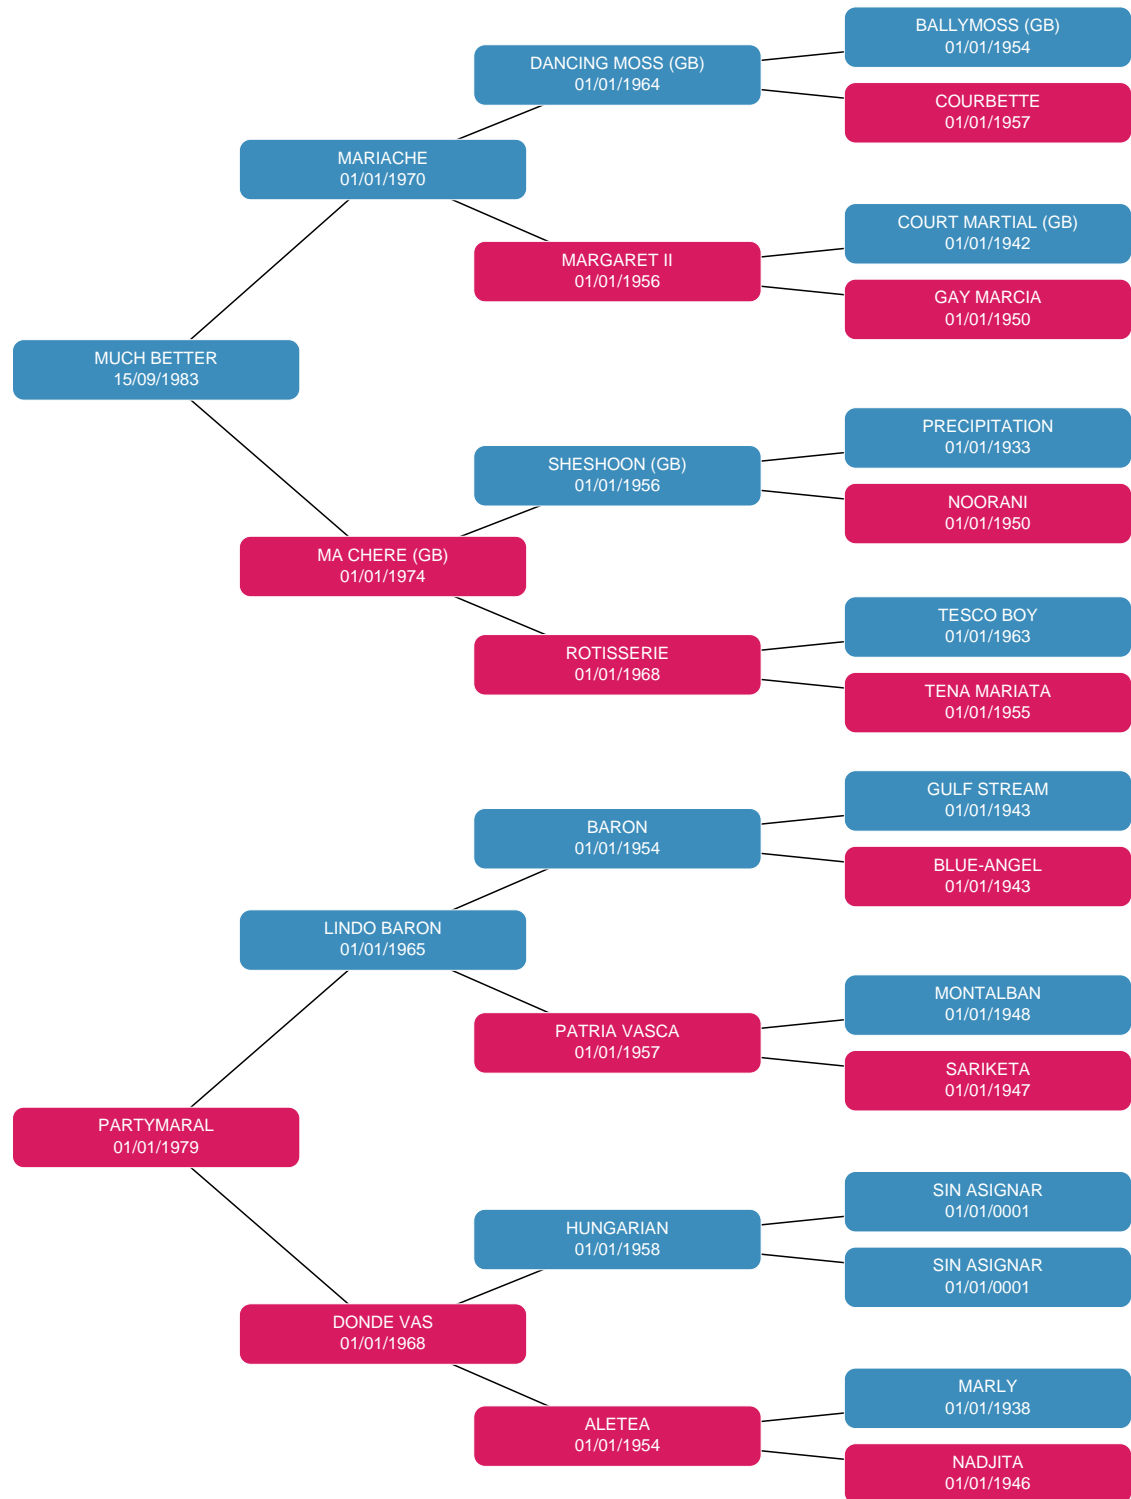 BALLYMOSS (GB)
01/01/1954
DANCING MOSS (GB)
01/01/1964
COURBETTE
01/01/1957
MARIACHE
01/01/1970
COURT MARTIAL (GB)
01/01/1942
MARGARET II
01/01/1956
GAY MARCIA
01/01/1950
MUCH BETTER
15/09/1983
PRECIPITATION
01/01/1933
SHESHOON (GB)
01/01/1956
NOORANI
01/01/1950
MA CHERE (GB)
01/01/1974
TESCO BOY
01/01/1963
ROTISSERIE
01/01/1968
TENA MARIATA
01/01/1955
GULF STREAM
01/01/1943
BARON
01/01/1954
BLUE-ANGEL
01/01/1943
LINDO BARON
01/01/1965
MONTALBAN
01/01/1948
PATRIA VASCA
01/01/1957
SARIKETA
01/01/1947
PARTYMARAL
01/01/1979
SIN ASIGNAR
01/01/0001
HUNGARIAN
01/01/1958
SIN ASIGNAR
01/01/0001
DONDE VAS
01/01/1968
MARLY
01/01/1938
ALETEA
01/01/1954
NADJITA
01/01/1946